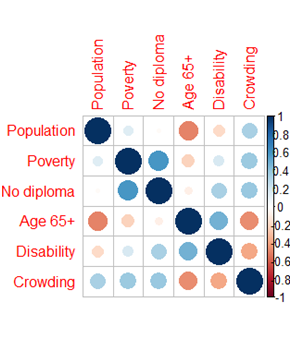 Population
Poverty
No diploma
Age 65+
Disability
Crowding
Population
Poverty
No diploma
Age 65+
Disability
Crowding
1
0.8
0.6
0.4
0.2
0
-0.2
-0.4
-0.6
-0.8
-1